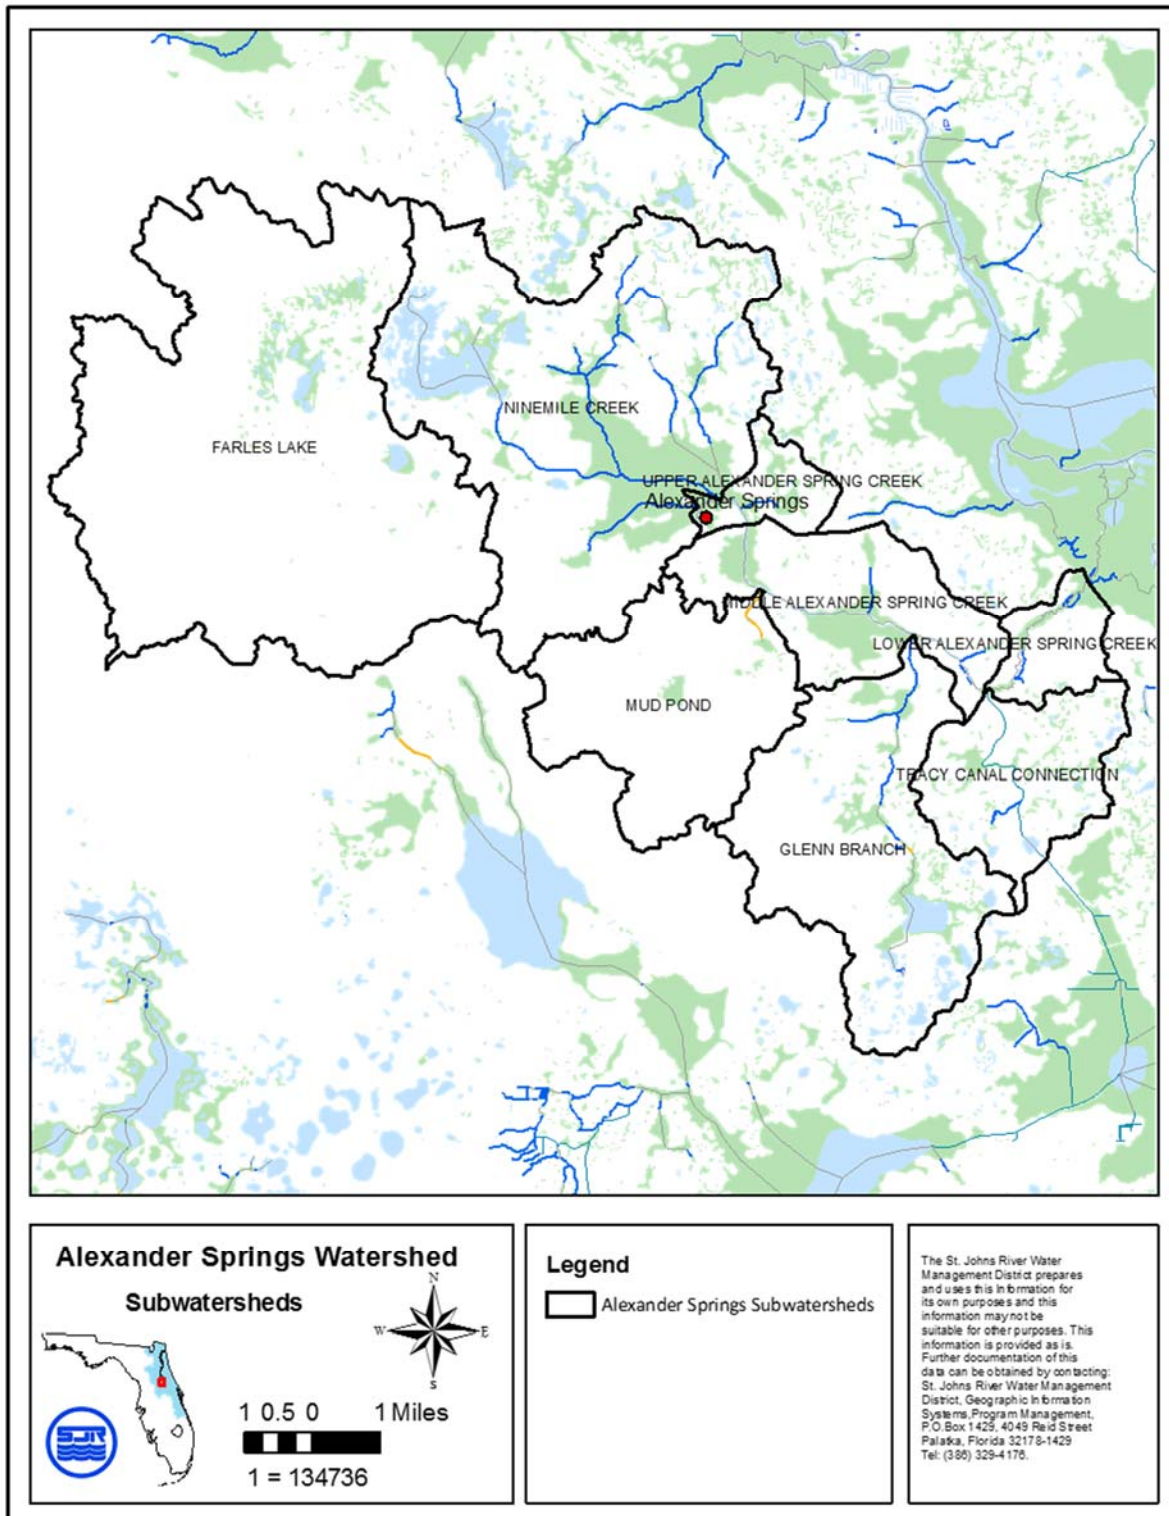 FARLES LAKE
NINEMILE CREEK
UPPER ALEXANDER SPRING CREEK
Alexander Springs
MIDDLE ALEXANDER SPRING CREEK
LOWER ALEXANDER SPRING CREEK
MUD POND
TRACY CANAL CONNECTION
GLENN BRANCH
Alexander Springs Watershed
Subwatersheds
N
W
E
S
SJR
1 0.5 0 1 Miles
1 = 134736
Legend
Alexander Springs Subwatersheds
The St. Johns River Water
Management District prepares
and uses this information for
its own purposes and this
information may not be
suitable for other purposes. This
information is provided as is.
Further documentation of this
data can be obtained by contacting:
St. Johns River Water Management
District, Geographic Information
Systems,Program Management,
P.O.Box 1429, 4049 Reid Street
Palatka, Florida 32178-1429
Tel: (386) 329-4176.